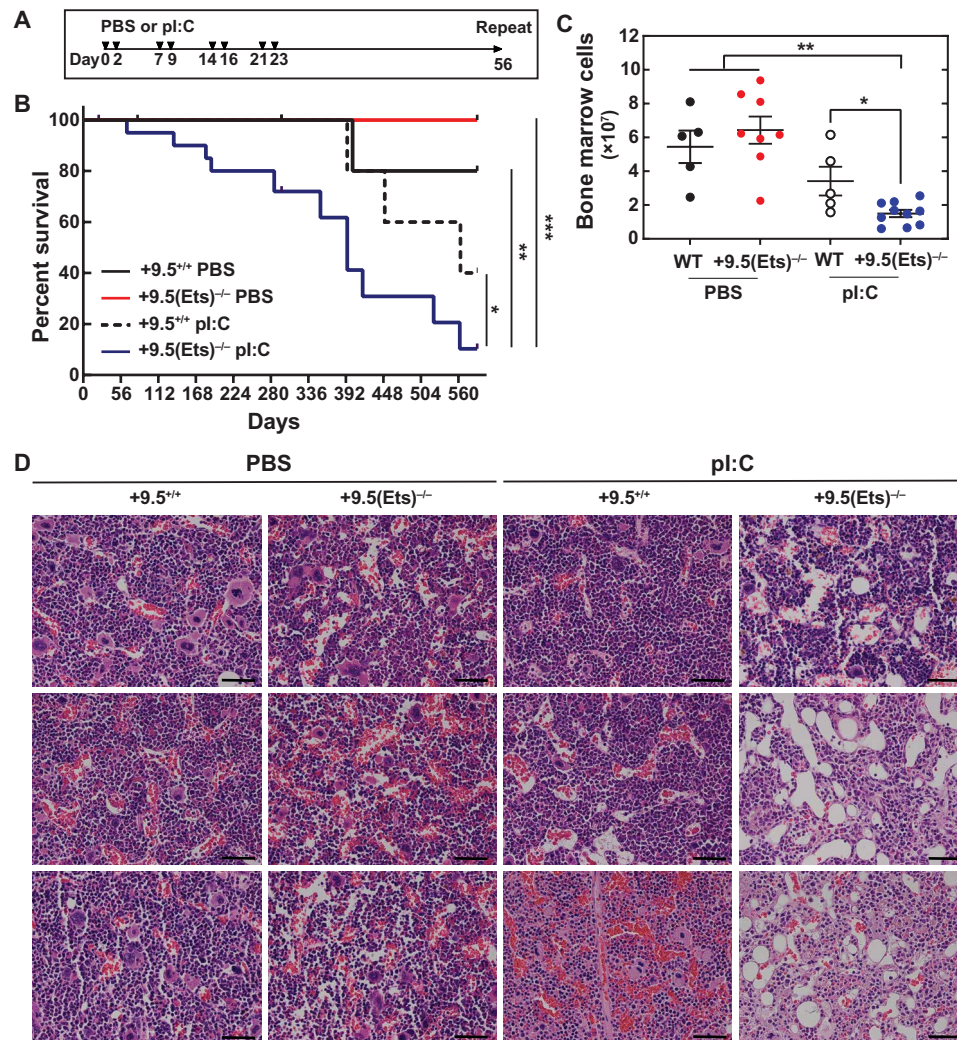 A
PBS or pI:C
Repeat
Day 0 2 7 9 14 16 21 23 56
B
Percent survival
100
80
60
40
20
0
+9.5+/+ PBS
+9.5(Ets)−/− PBS
+9.5+/+ pI:C
+9.5(Ets)−/− pI:C
*
**
***
0 56 112 168 224 280 336 392 448 504 560
Days
C
Bone marrow cells
(×10⁷)
12
10
8
6
4
2
0
**
*
WT +9.5(Ets)−/− WT +9.5(Ets)−/−
PBS pI:C
D
PBS pI:C
+9.5+/+ +9.5(Ets)−/− +9.5+/+ +9.5(Ets)−/−